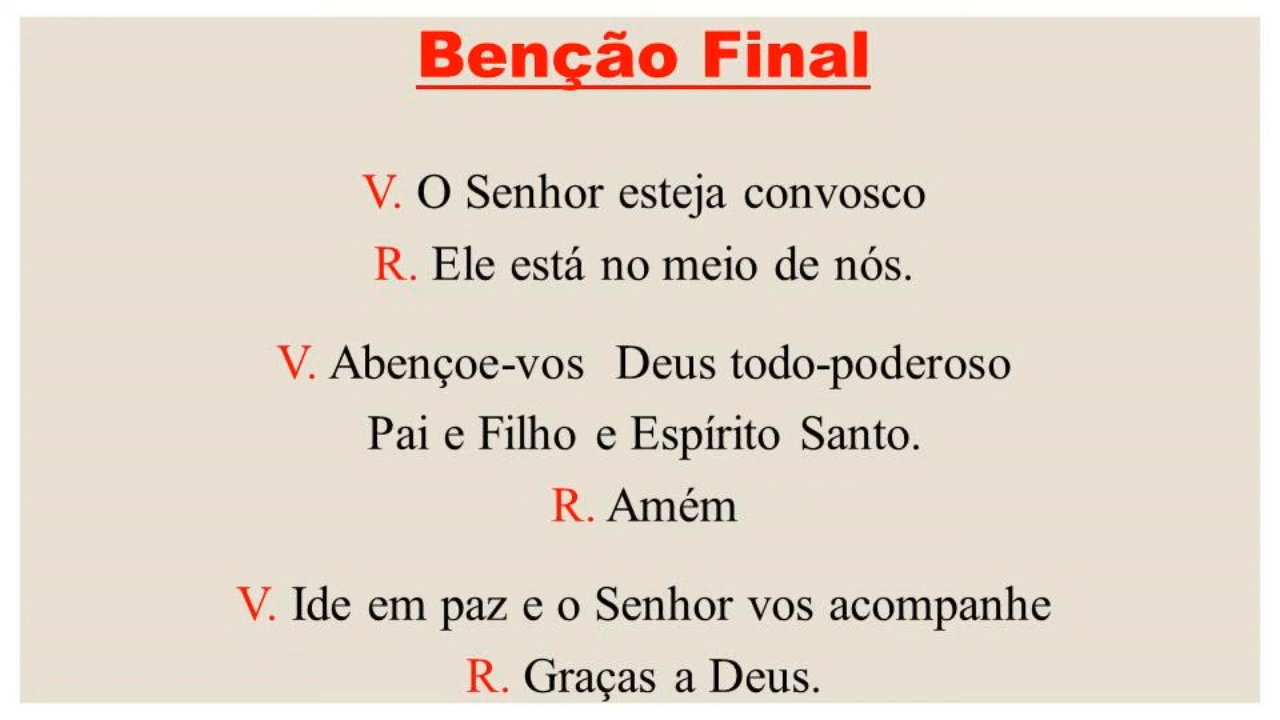 Benção Final
V. O Senhor esteja convosco
R. Ele está no meio de nós.
V. Abençoe-vos Deus todo-poderoso
Pai e Filho e Espírito Santo.
R. Amém
V. Ide em paz e o Senhor vos acompanhe
R. Graças a Deus.